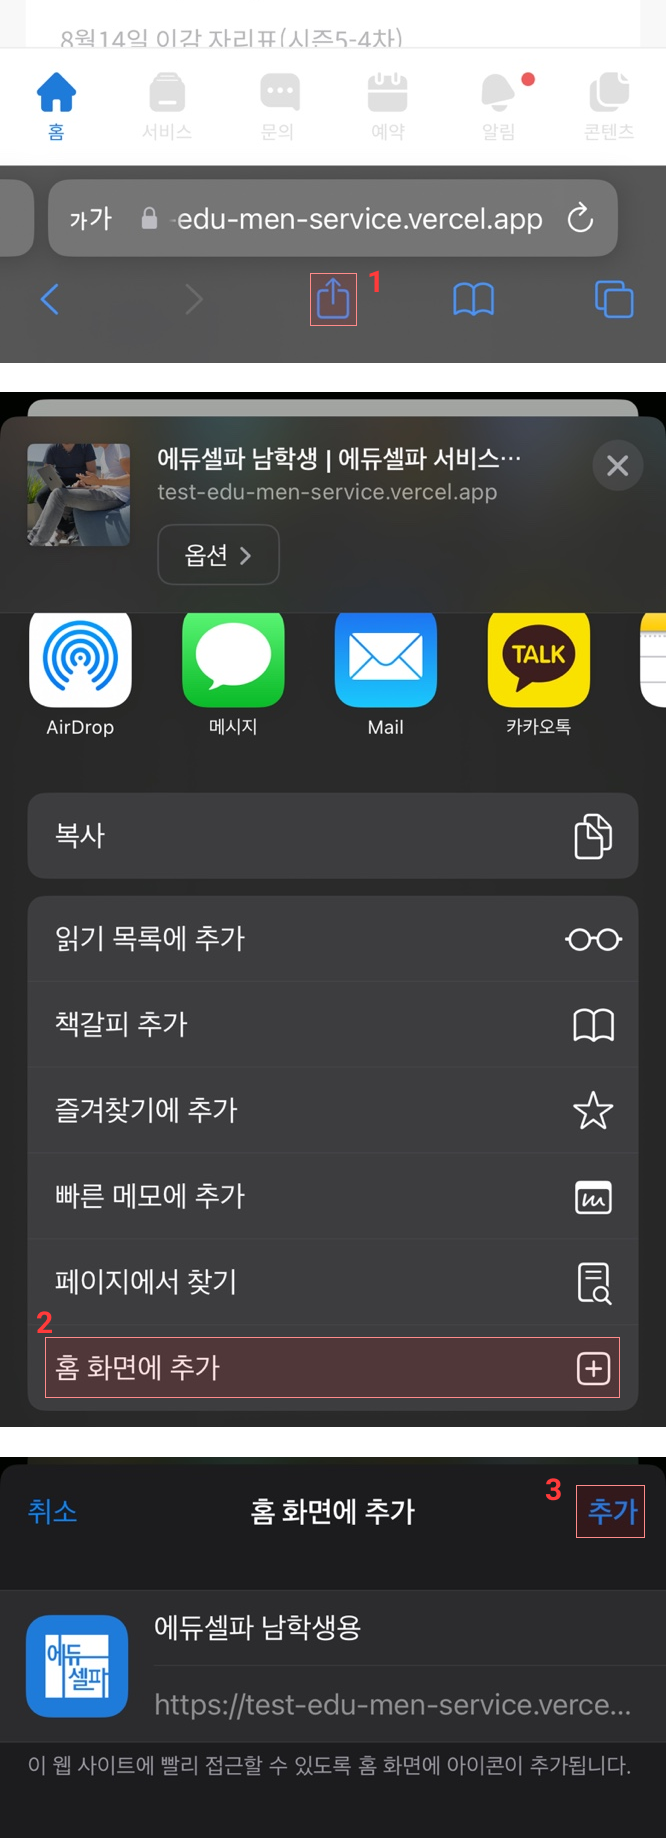 8월14일 이감 자리표(시즌5-4차)
홈 서비스 문의 예약 알림 콘텐츠
가가 -edu-men-service.vercel.app
1
에듀셀파 남학생 | 에듀셀파 서비스…
test-edu-men-service.vercel.app
옵션
TALK
AirDrop 메시지 Mail 카카오톡
복사
읽기 목록에 추가
책갈피 추가
즐겨찾기에 추가
빠른 메모에 추가
페이지에서 찾기
2
홈 화면에 추가
3
취소 홈 화면에 추가 추가
에듀셀파 남학생용
에듀
셀파
https://test-edu-men-service.verce...
이 웹 사이트에 빨리 접근할 수 있도록 홈 화면에 아이콘이 추가됩니다.